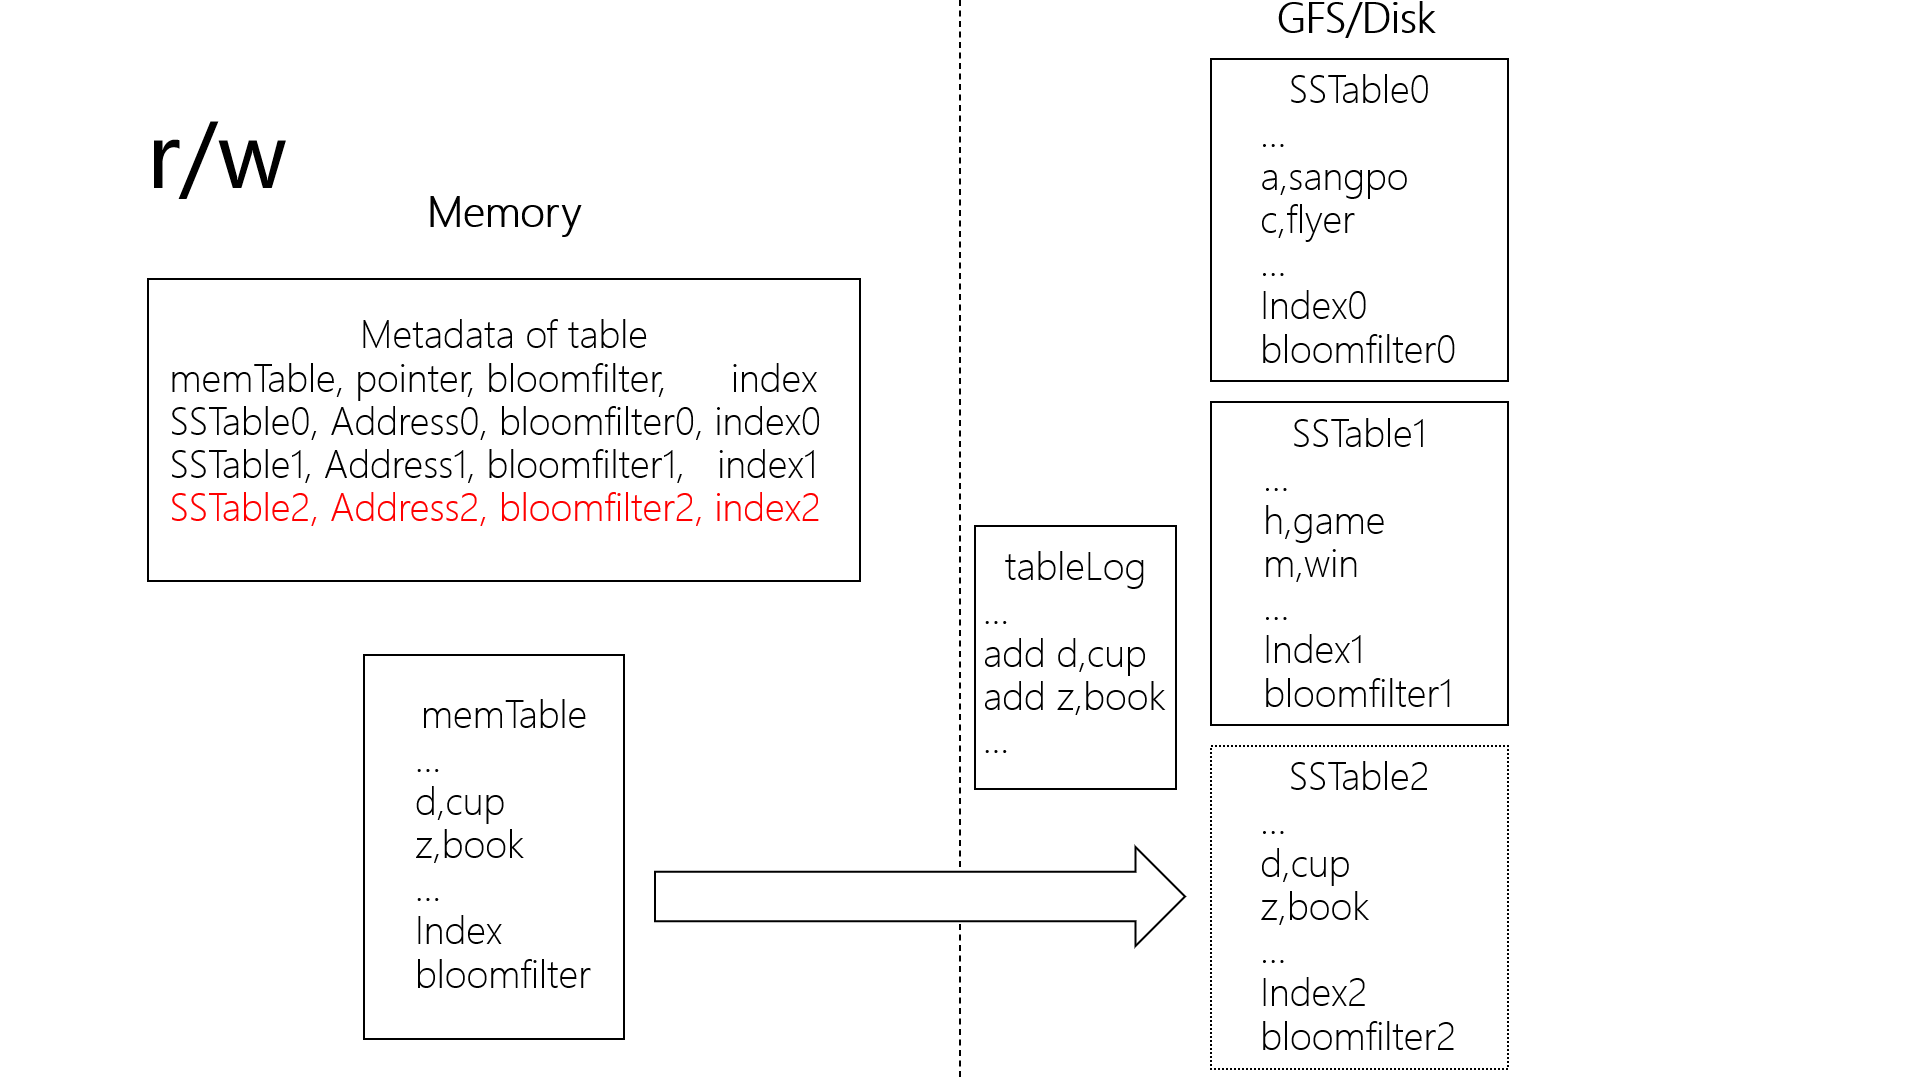 r/w
Memory
Metadata of table
memTable, pointer, bloomfilter, index
SSTable0, Address0, bloomfilter0, index0
SSTable1, Address1, bloomfilter1, index1
SSTable2, Address2, bloomfilter2, index2
memTable
...
d,cup
z,book
...
Index
bloomfilter
tableLog
...
add d,cup
add z,book
...
GFS/Disk
SSTable0
...
a,sangpo
c,flyer
...
Index0
bloomfilter0
SSTable1
...
h,game
m,win
...
Index1
bloomfilter1
SSTable2
...
d,cup
z,book
...
Index2
bloomfilter2